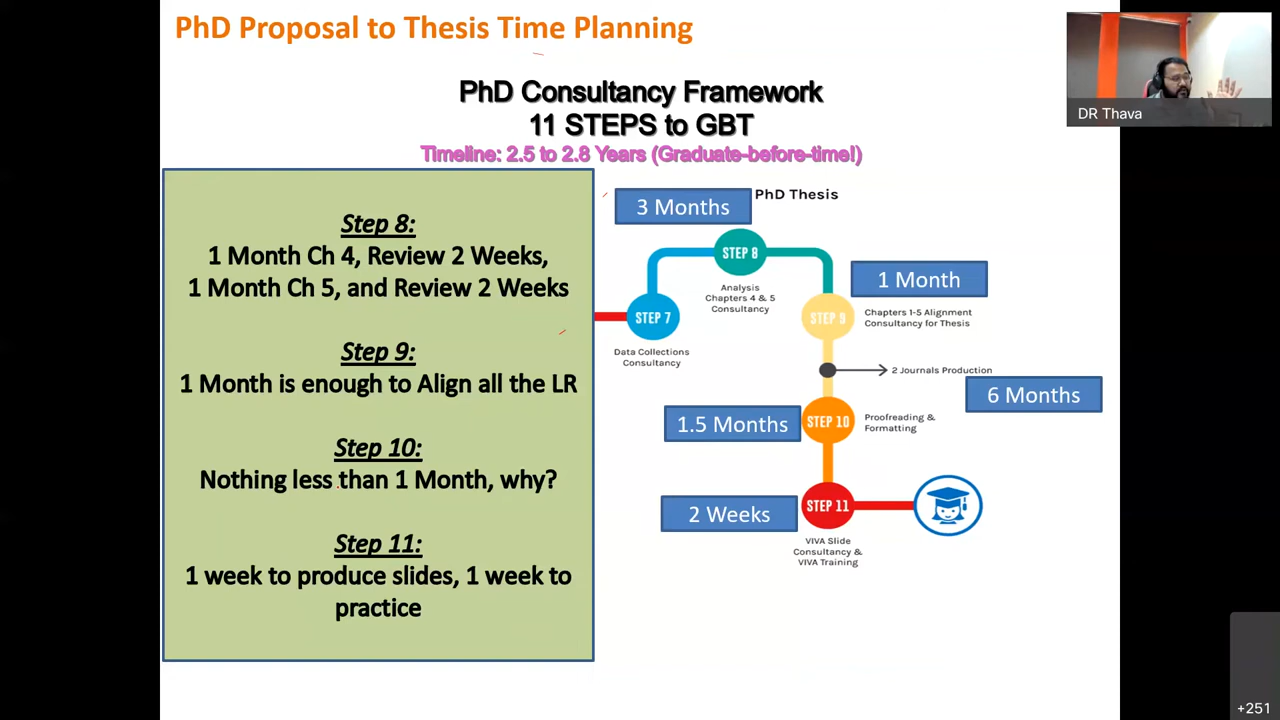 PhD Proposal to Thesis Time Planning
DR Thava
PhD Consultancy Framework
11 STEPS to GBT
Timeline: 2.5 to 2.8 Years (Graduate-before-time!)
Step 8:
1 Month Ch 4, Review 2 Weeks,
1 Month Ch 5, and Review 2 Weeks
Step 9:
1 Month is enough to Align all the LR
Step 10:
Nothing less than 1 Month, why?
Step 11:
1 week to produce slides, 1 week to
practice
3 Months
PhD Thesis
STEP 8
Analysis
Chapters 4 & 5
Consultancy
STEP 7
Data Collections
Consultancy
1 Month
STEP 9
Chapters 1-5 Alignment
Consultancy for Thesis
2 Journals Production
6 Months
1.5 Months
STEP 10
Proofreading &
Formatting
2 Weeks
STEP 11
VIVA Slide
Consultancy &
VIVA Training
+251